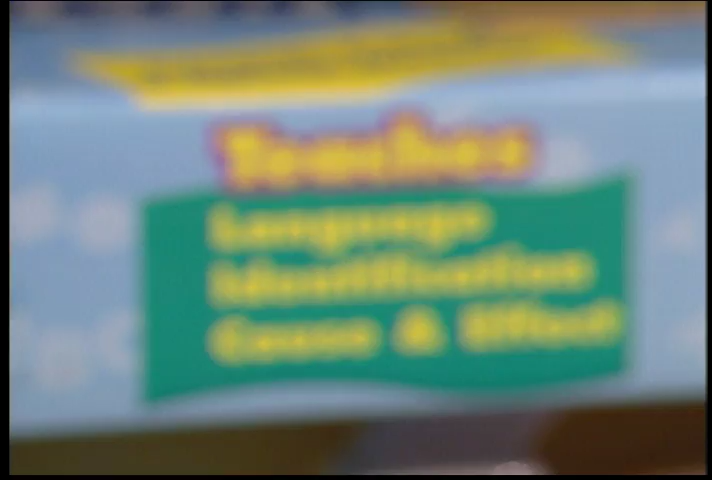 Teaches
Language
Identification
Cause & Effect